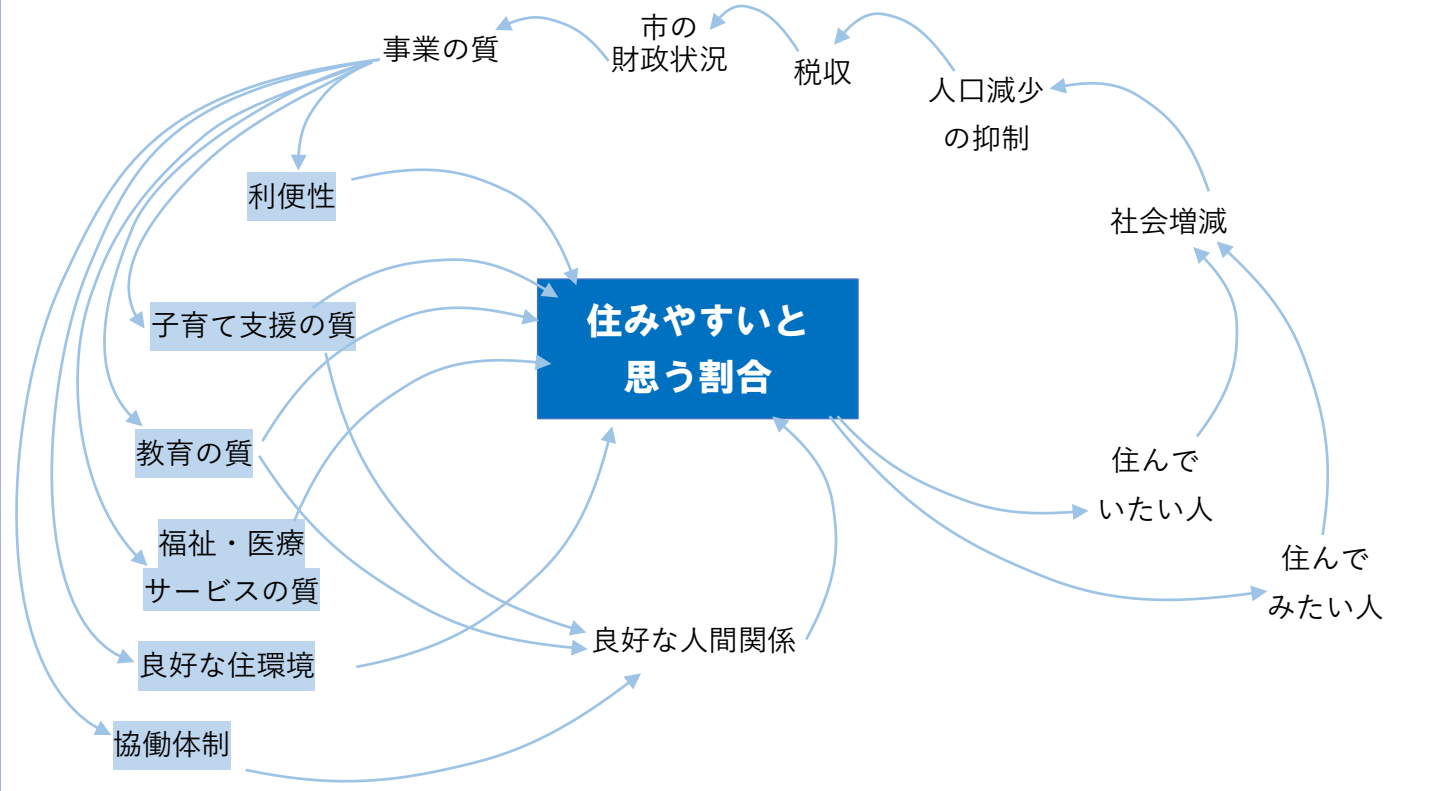 市の
財政状況
事業の質
税収
人口減少
の抑制
利便性
社会増減
子育て支援の質
住みやすいと
思う割合
教育の質
住んで
いたい人
福祉・医療
サービスの質
住んで
みたい人
良好な人間関係
良好な住環境
協働体制